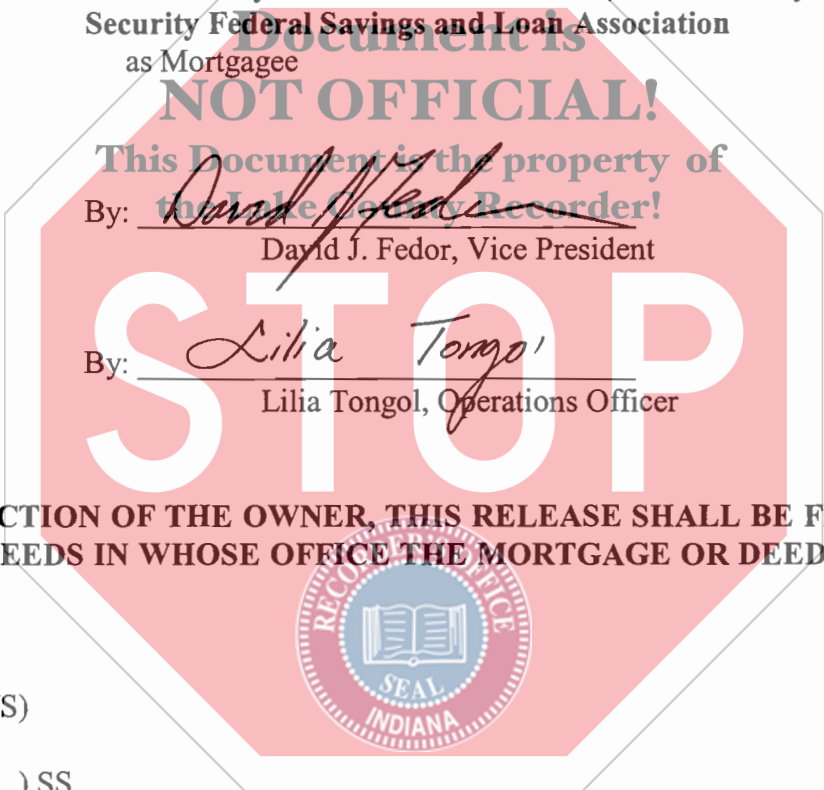 Security Federal Savings and Loan Association
Document is
as Mortgagee
NOT OFFICIAL!
This Document is the property of
the Lake County Recorder!
By: David J Fedor
David J. Fedor, Vice President
STOP
By: Lilia Tongol
Lilia Tongol, Operations Officer
CTION OF THE OWNER, THIS RELEASE SHALL BE F
EEDS IN WHOSE OFFICE THE MORTGAGE OR DEED
RECORDER'S OFFICE
SEAL
INDIANA
S)
) SS